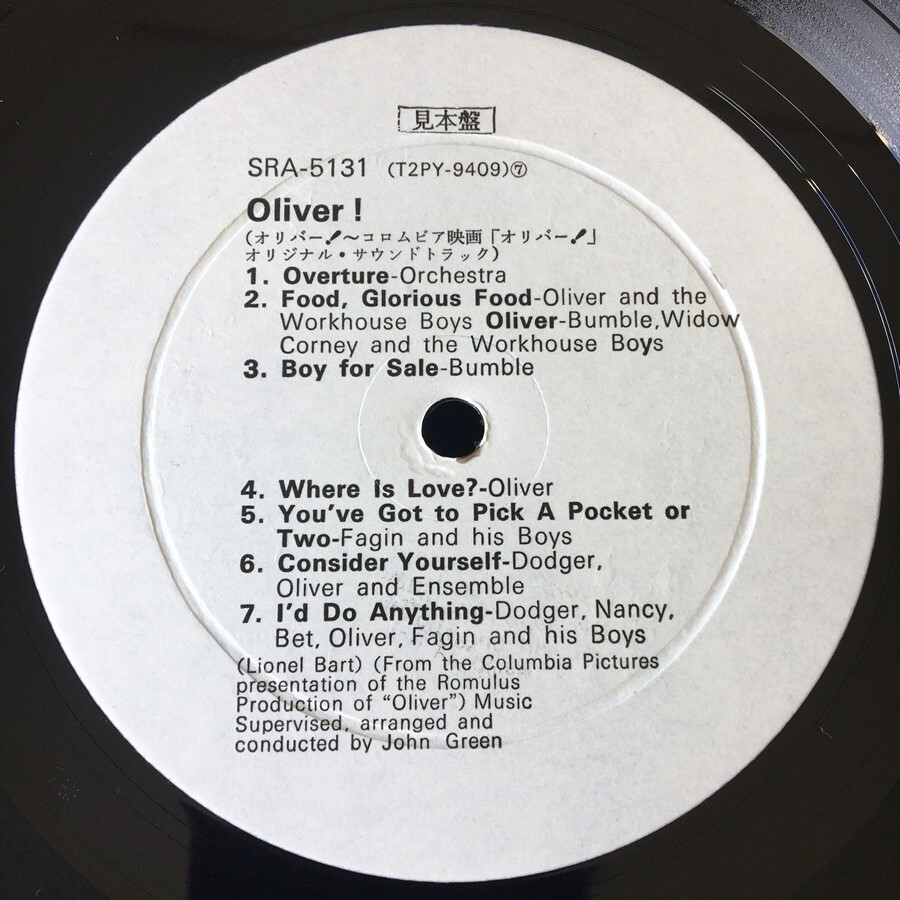 見本盤
SRA-5131 (T2PY-9409)⑦
Oliver !
(オリバー!〜コロムビア映画「オリバー!」
オリジナル・サウンドトラック)
1. Overture-Orchestra
2. Food, Glorious Food-Oliver and the
Workhouse Boys Oliver-Bumble,Widow
Corney and the Workhouse Boys
3. Boy for Sale-Bumble
4. Where Is Love?-Oliver
5. You've Got to Pick A Pocket or
Two-Fagin and his Boys
6. Consider Yourself-Dodger,
Oliver and Ensemble
7. I'd Do Anything-Dodger, Nancy,
Bet, Oliver, Fagin and his Boys
(Lionel Bart) (From the Columbia Pictures
presentation of the Romulus
Production of “Oliver”) Music
Supervised, arranged and
conducted by John Green